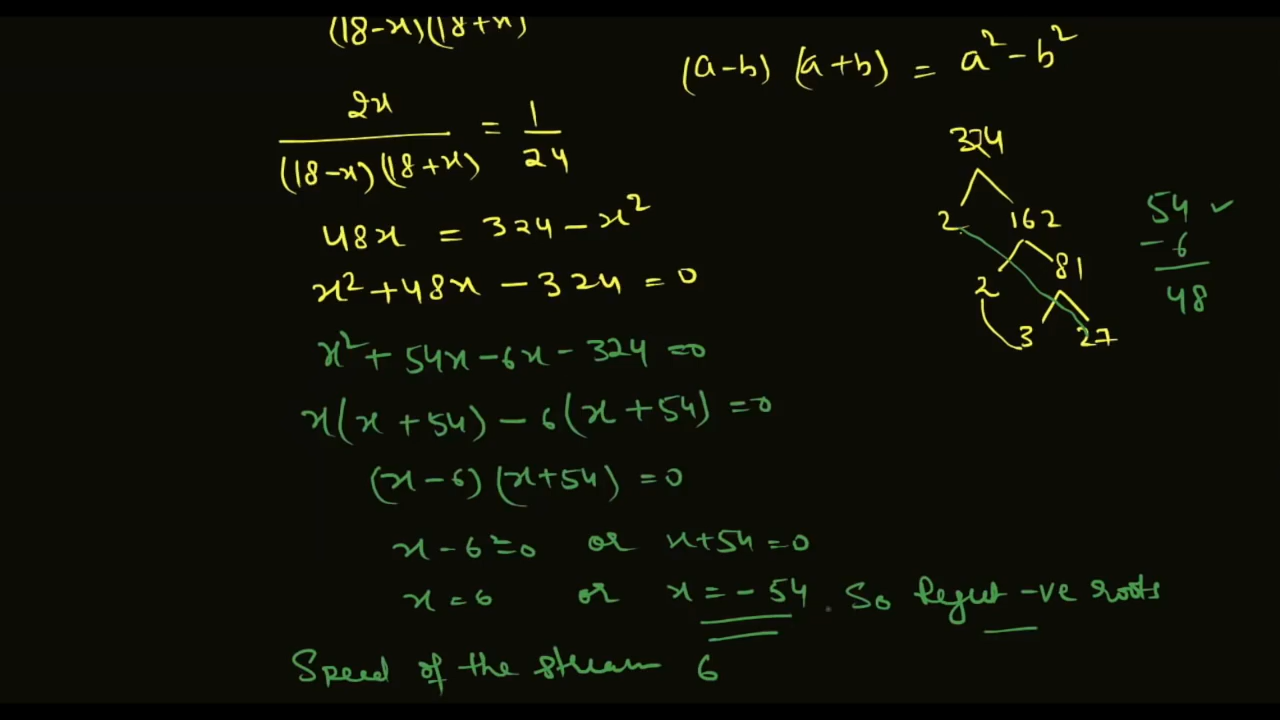 (18-x)(18+x)
(a-b) (a+b) = a² - b²
2x / (18-x)(18+x) = 1/24
48x = 324 - x²
x² + 48x - 324 = 0
x² + 54x - 6x - 324 = 0
x(x + 54) - 6(x + 54) = 0
(x-6) (x+54) = 0
x - 6 = 0 or x+54 = 0
x = 6 or x = - 54 . So Reject -ve roots
Speed of the stream 6
324
2 162
2 81
3 27
54 ✓
- 6
48